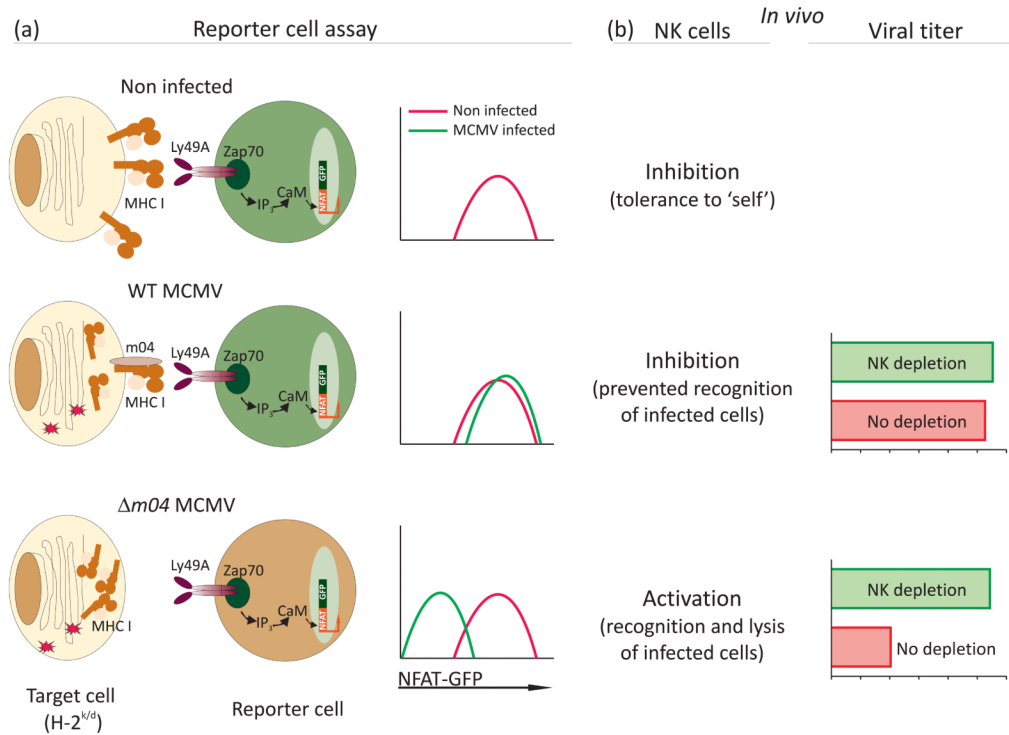 (a)
Reporter cell assay
In vivo
(b)
NK cells
Viral titer
Non infected
Ly49A
Zap70
MHC I
IP3
CaM
NFAT
GFP
Non infected
MCMV infected
Inhibition
(tolerance to ‘self’)
WT MCMV
m04
Ly49A
Zap70
MHC I
IP3
CaM
NFAT
GFP
Inhibition
(prevented recognition
of infected cells)
NK depletion
No depletion
Δm04 MCMV
Ly49A
Zap70
MHC I
IP3
CaM
NFAT
GFP
NFAT-GFP
Activation
(recognition and lysis
of infected cells)
NK depletion
No depletion
Target cell
(H-2k/d)
Reporter cell